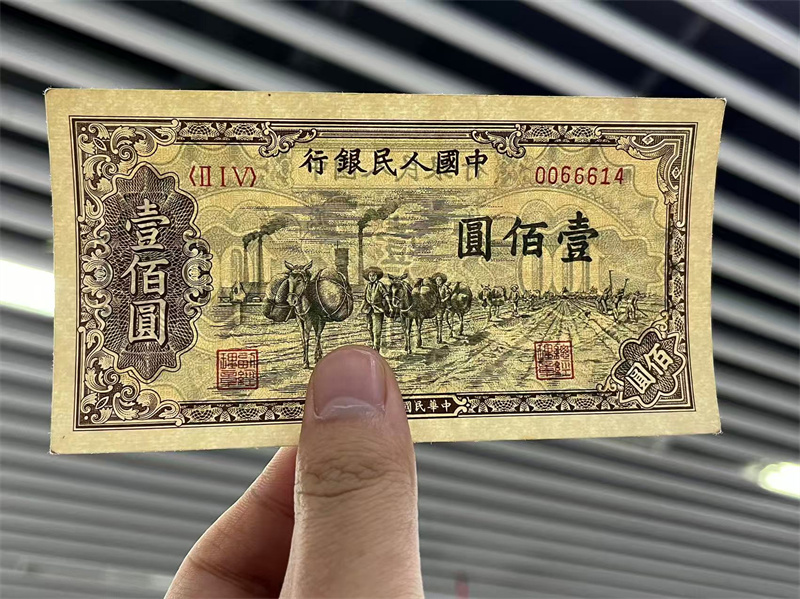 行銀民人國中
〈II I V〉
0066614
圓佰壹
壹佰圓
佰圓
國民華中